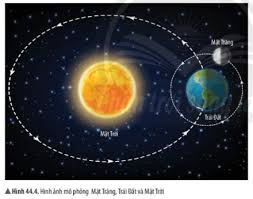 Mặt Trăng
Trái Đất
Mặt Trời
▲ Hình 44.4. Hình ảnh mô phỏng Mặt Trăng, Trái Đất và Mặt Trời